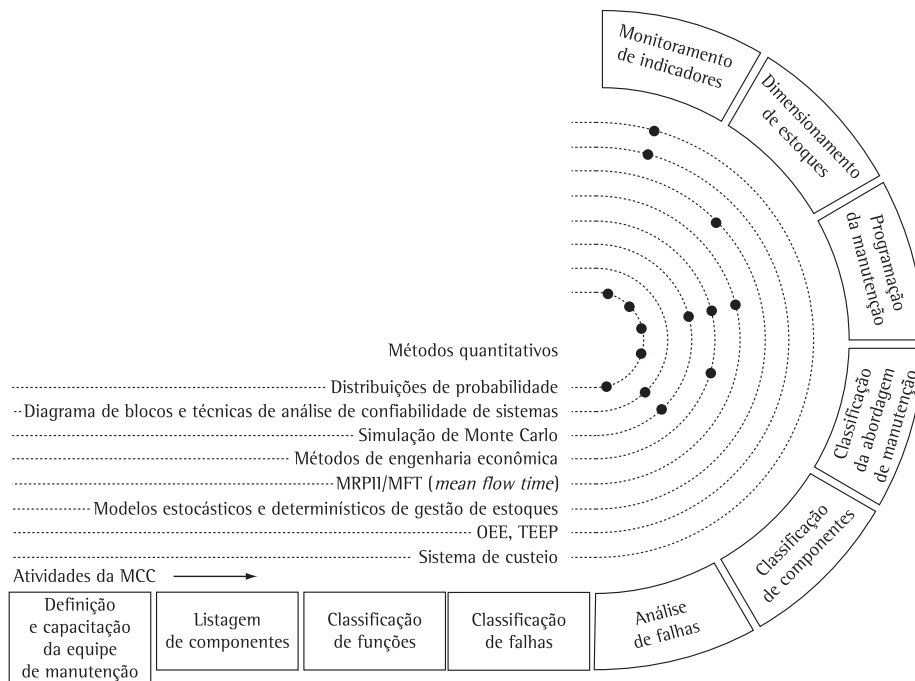 Monitoramento
de indicadores
Dimensionamento
de estoques
Programação
da manutenção
Classificação
da abordagem
de manutenção
Classificação
de componentes
Análise
de falhas
Métodos quantitativos
Distribuições de probabilidade
Diagrama de blocos e técnicas de análise de confiabilidade de sistemas
Simulação de Monte Carlo
Métodos de engenharia econômica
MRPII/MFT (mean flow time)
Modelos estocásticos e determinísticos de gestão de estoques
OEE, TEEP
Sistema de custeio
Atividades da MCC
Definição
e capacitação
da equipe
de manutenção
Listagem
de componentes
Classificação
de funções
Classificação
de falhas